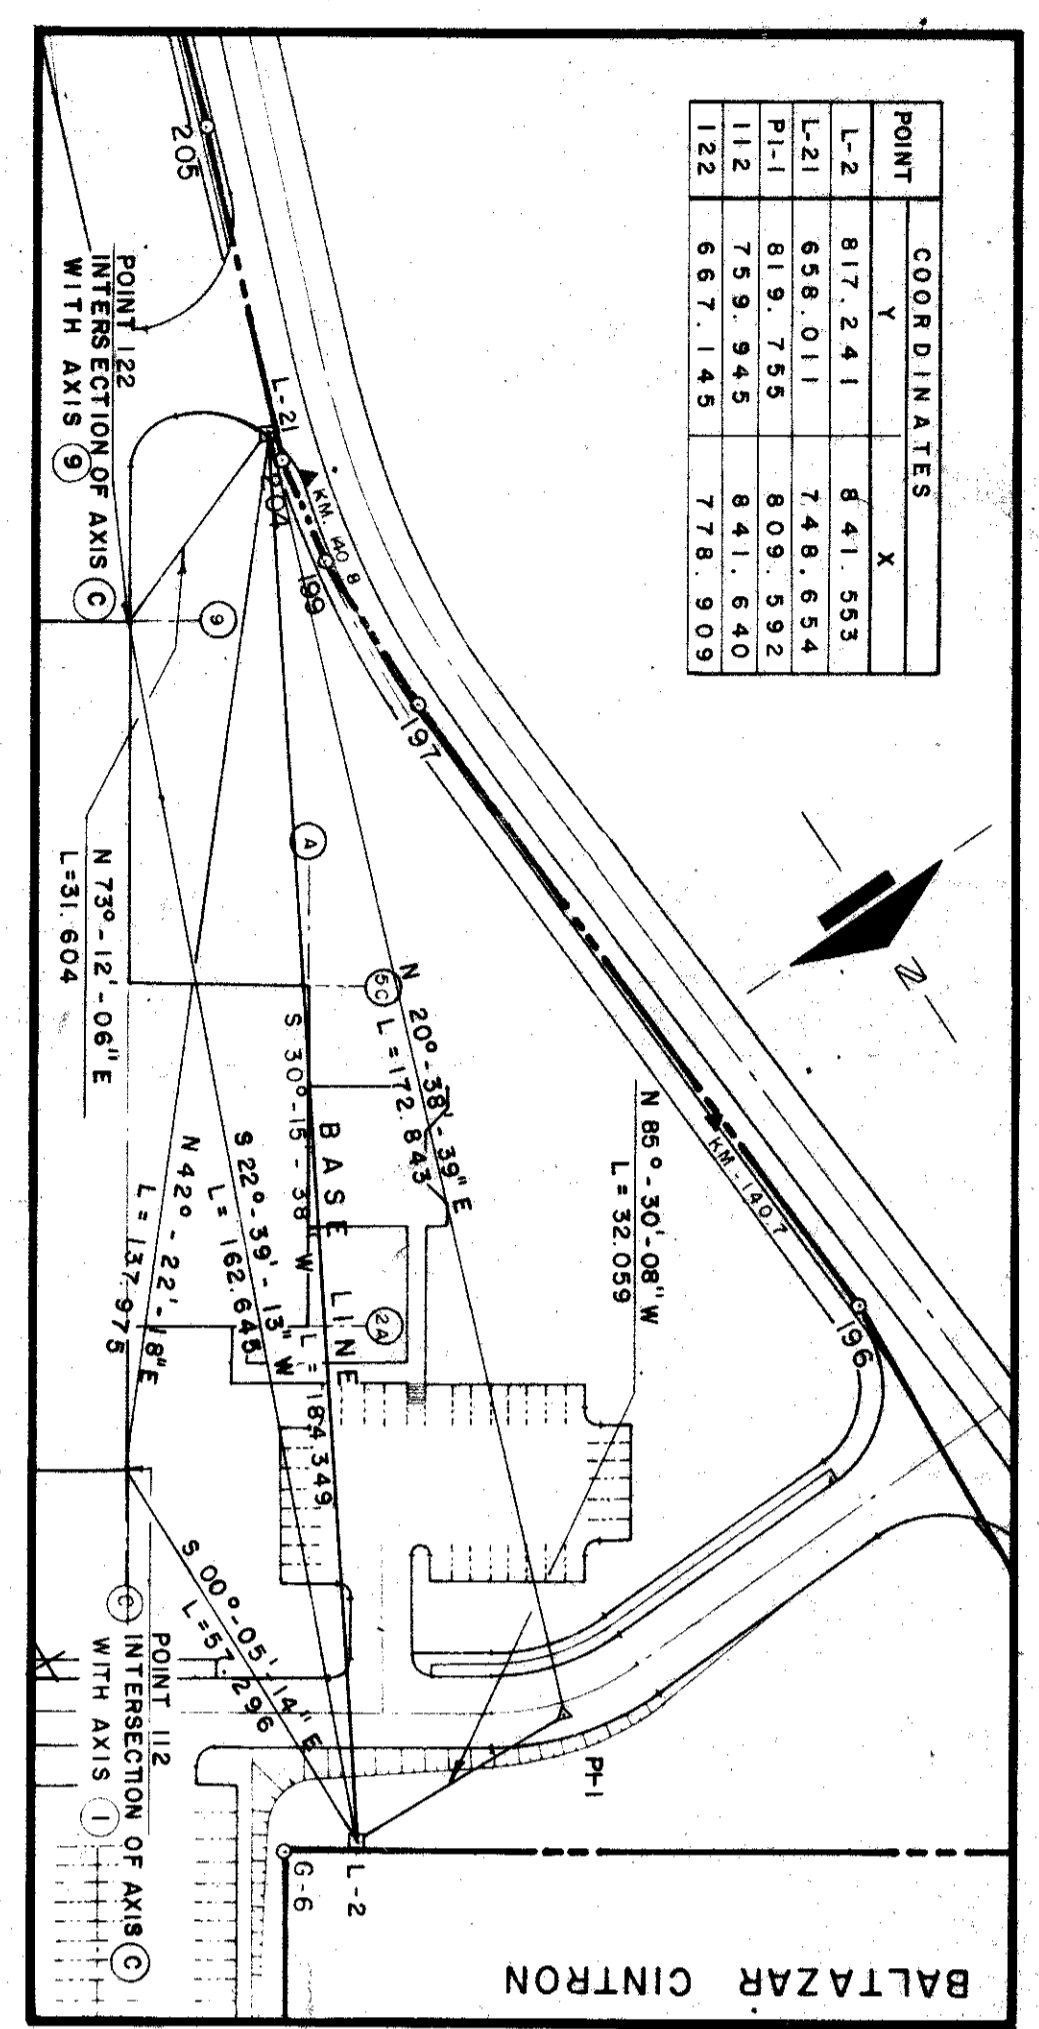 COORDINATES
POINT Y X
L-2 817.241 841.553
L-21 658.011 748.654
PI-1 819.755 809.592
112 759.945 841.640
122 667.145 778.909
205
POINT 122
INTERSECTION OF AXIS C
WITH AXIS 9
L-21
204
KM. 140.8
199
197
9
N 73°-12'-06" E
L=31.604
A
5C
N 20°-38'-39" E
L=172.843
BASE LINE
S 30°-15'-38" W L=184.349
S 22°-39'-13" W
L=162.645
N 42°-22'-18" E
L=137.975
2A
N 85°-30'-08" W
L=32.059
N
KM-140.7
196
S 00°-05'-14" E
L=57.296
C
POINT 112
INTERSECTION OF AXIS C
WITH AXIS 1
PI-1
L-2
G-6
BALTAZAR CINTRON